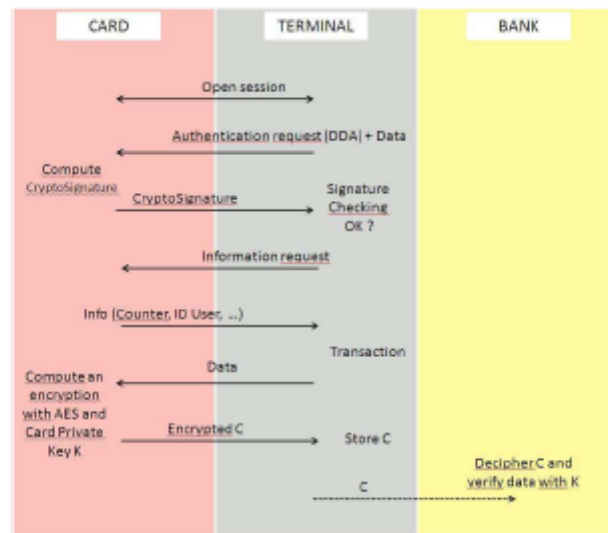 CARD TERMINAL BANK
Open session
Authentication request (DDA) + Data
Compute
CryptoSignature
CryptoSignature
Signature
Checking
OK ?
Information request
Info (Counter, ID User, ...)
Transaction
Data
Compute an
encryption
with AES and
Card Private
Key K
Encrypted C
Store C
Decipher C and
verify data with K
C